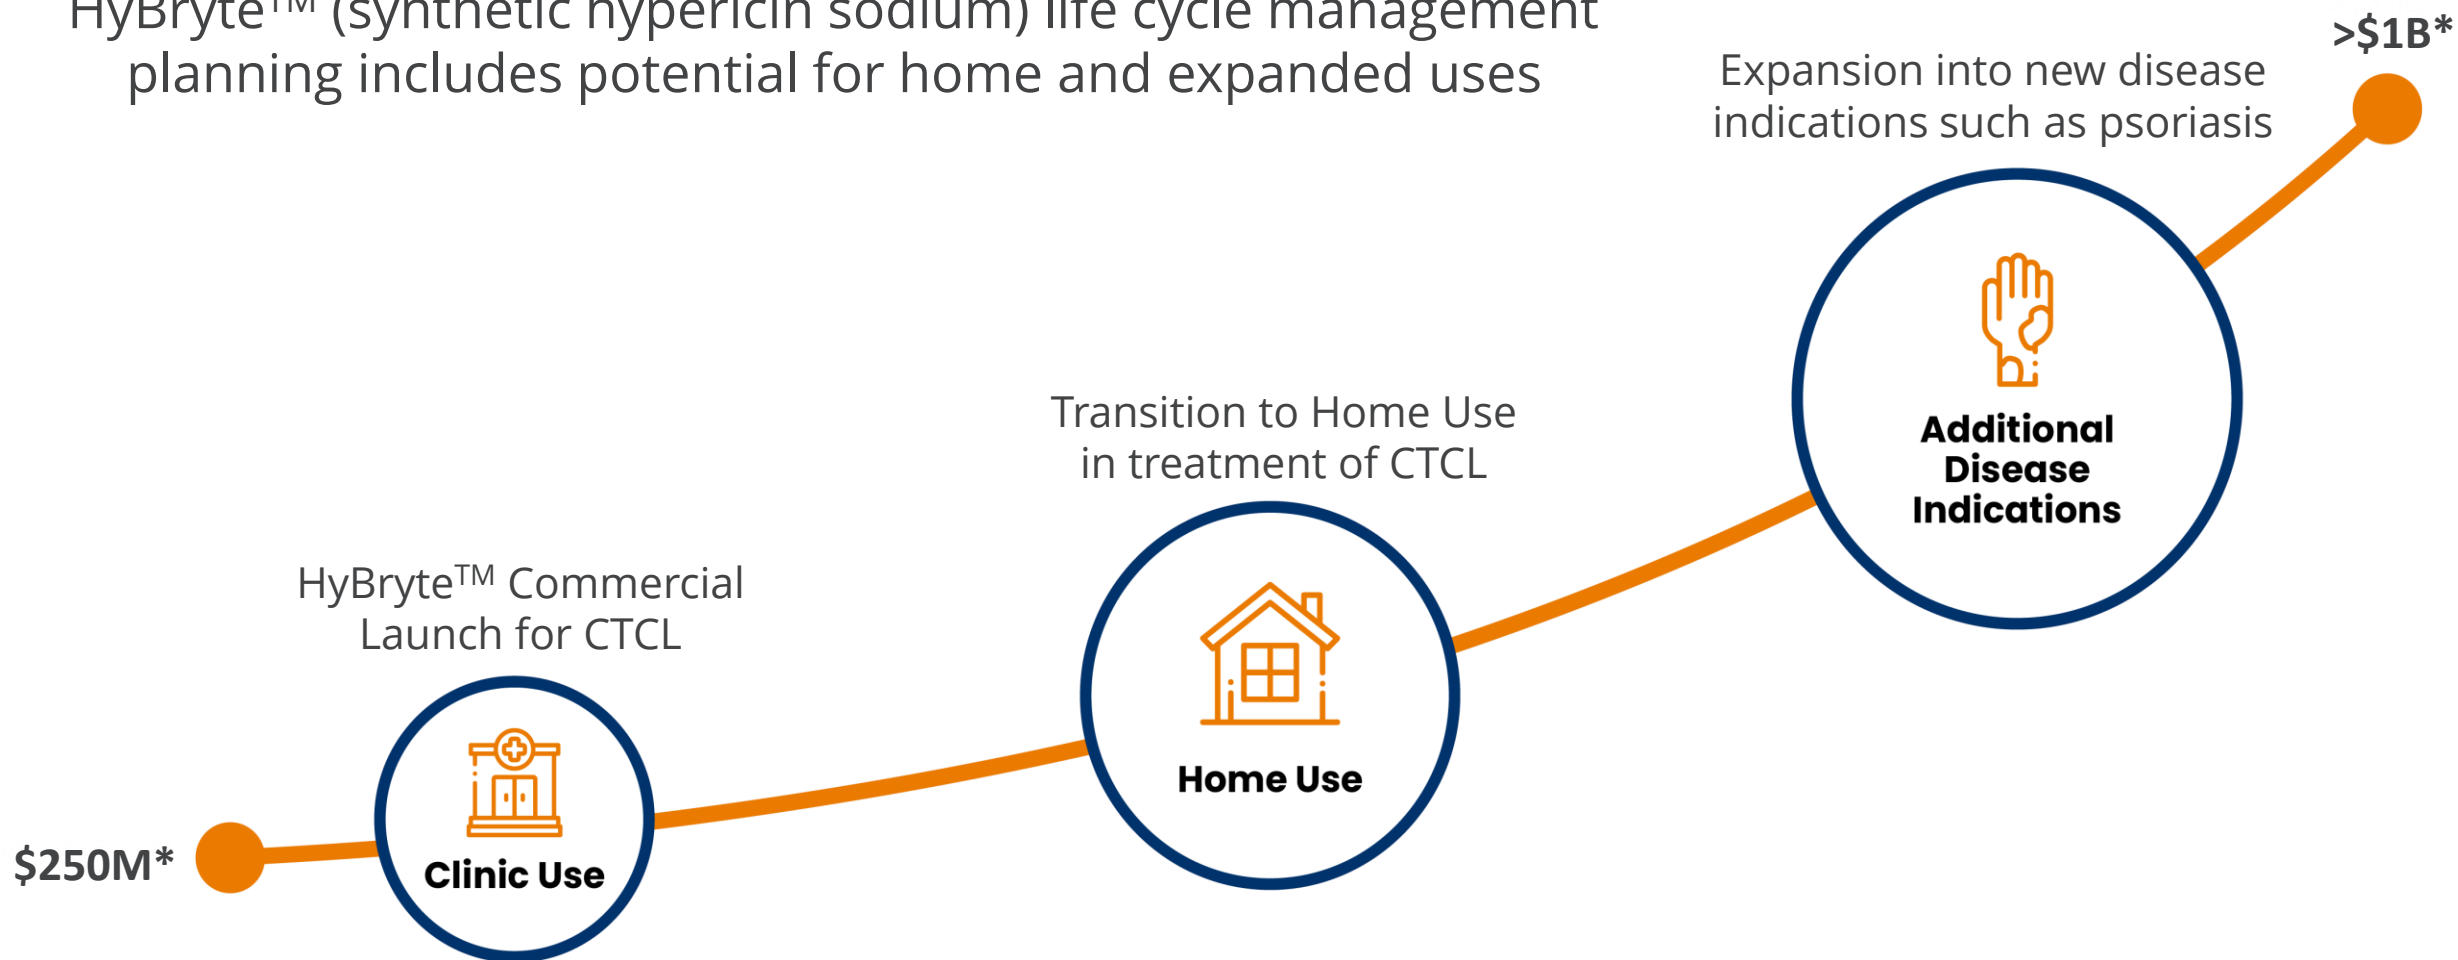 HyBryte™ (synthetic hypericin sodium) life cycle management
planning includes potential for home and expanded uses
>$1B*
Expansion into new disease
indications such as psoriasis
Additional
Disease
Indications
Transition to Home Use
in treatment of CTCL
Home Use
HyBryte™ Commercial
Launch for CTCL
Clinic Use
$250M*